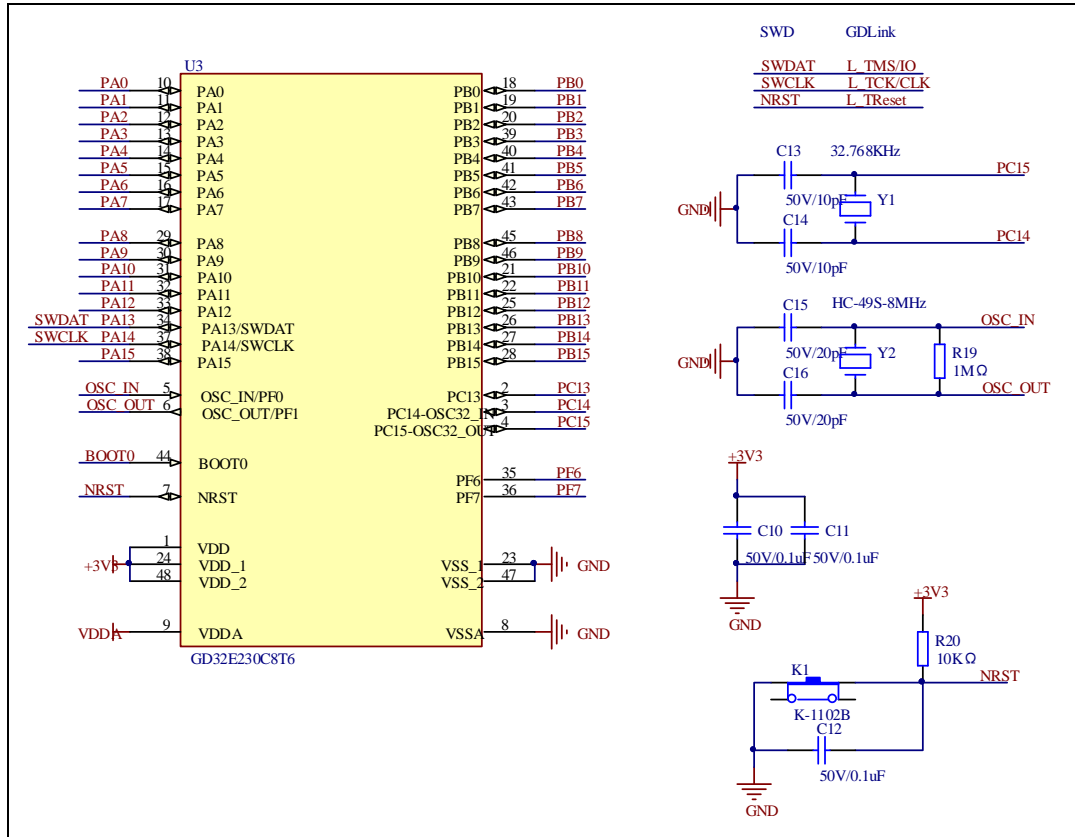 U3
PA0 10 PA0
PA1 11 PA1
PA2 12 PA2
PA3 13 PA3
PA4 14 PA4
PA5 15 PA5
PA6 16 PA6
PA7 17 PA7
PA8 29 PA8
PA9 30 PA9
PA10 31 PA10
PA11 32 PA11
PA12 33 PA12
SWDAT PA13 34 PA13/SWDAT
SWCLK PA14 37 PA14/SWCLK
PA15 38 PA15
OSC_IN 5 OSC_IN/PF0
OSC_OUT 6 OSC_OUT/PF1
BOOT0 44 BOOT0
NRST 7 NRST
1 VDD
+3V3 24 VDD_1
48 VDD_2
VDDA 9 VDDA
PB0 18 PB0
PB1 19 PB1
PB2 20 PB2
PB3 39 PB3
PB4 40 PB4
PB5 41 PB5
PB6 42 PB6
PB7 43 PB7
PB8 45 PB8
PB9 46 PB9
PB10 21 PB10
PB11 22 PB11
PB12 25 PB12
PB13 26 PB13
PB14 27 PB14
PB15 28 PB15
PC13 2 PC13
PC14-OSC32_IN 3 PC14
PC15-OSC32_OUT 4 PC15
PF6 35 PF6
PF7 36 PF7
VSS_1 23 GND
VSS_2 47
VSSA 8 GND
GD32E230C8T6
SWD GDLink
SWDAT L_TMS/IO
SWCLK L_TCK/CLK
NRST L_TReset
C13 32.768KHz
PC15
50V/10pF Y1
GND
C14
PC14
50V/10pF
C15 HC-49S-8MHz
OSC_IN
50V/20pF Y2 R19
GND
1MΩ
C16
OSC_OUT
50V/20pF
+3V3
C10 C11
50V/0.1uF 50V/0.1uF
GND
+3V3
R20
10KΩ
K1
NRST
K-1102B
C12
50V/0.1uF
GND